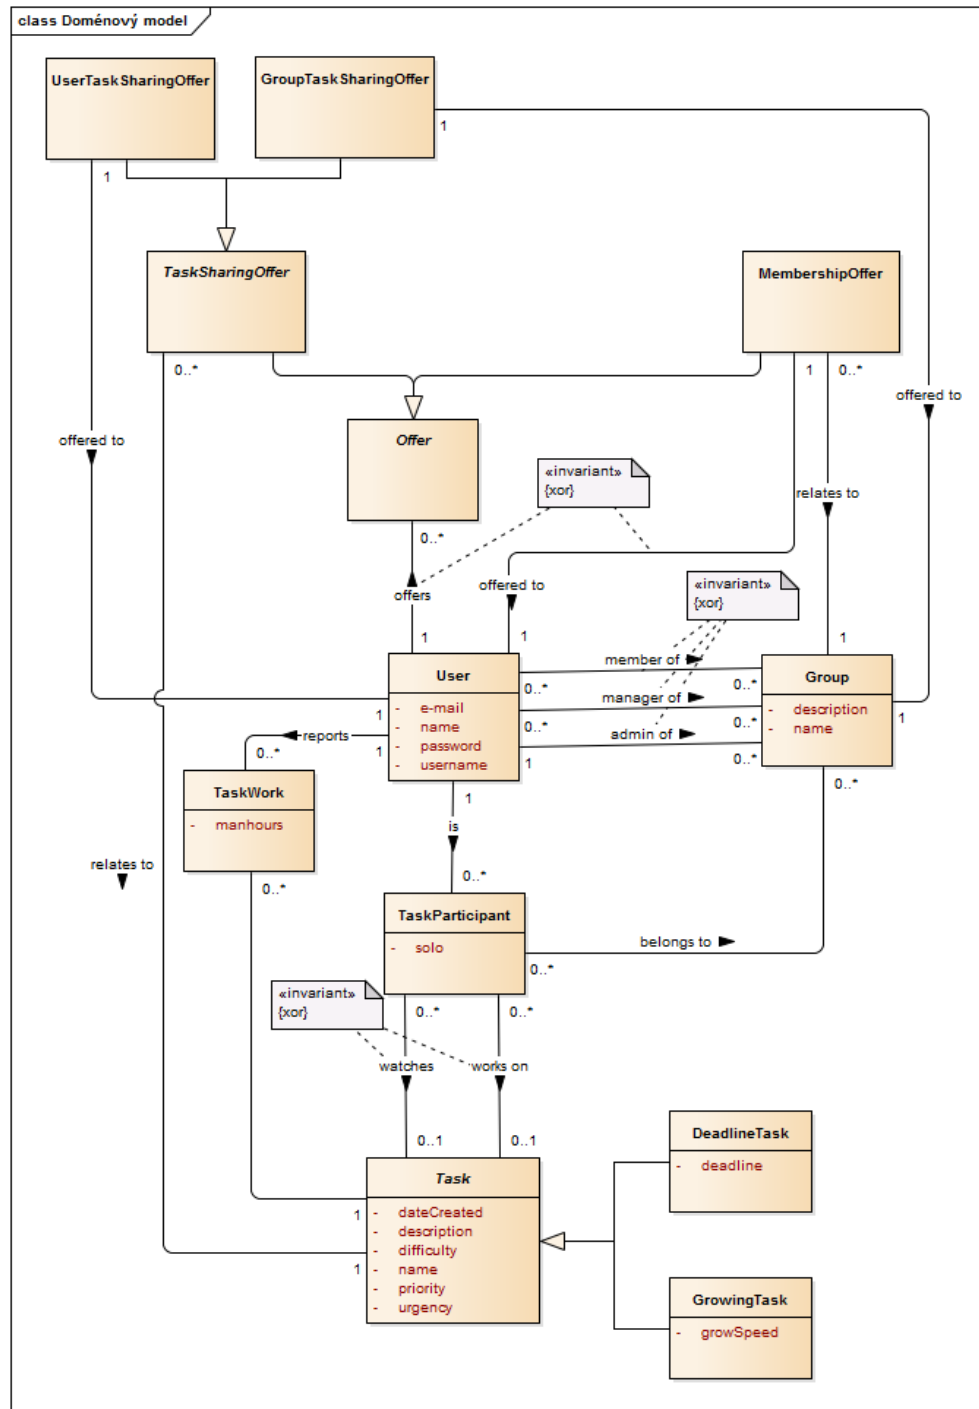 class Doménový model
UserTaskSharingOffer
GroupTaskSharingOffer
1
1
TaskSharingOffer
MembershipOffer
0..*
1
0..*
offered to
offered to
Offer
«invariant»
{xor}
relates to
0..*
offers
offered to
«invariant»
{xor}
1
1
1
User
- e-mail
- name
- password
- username
member of
0..*
0..*
manager of
0..*
0..*
admin of
1
0..*
Group
- description
- name
1
1
reports
1
0..*
0..*
TaskWork
- manhours
1
is
relates to
0..*
0..*
TaskParticipant
- solo
belongs to
0..*
«invariant»
{xor}
0..*
0..*
watches
works on
0..1
0..1
DeadlineTask
- deadline
Task
- dateCreated
- description
- difficulty
- name
- priority
- urgency
1
1
GrowingTask
- growSpeed